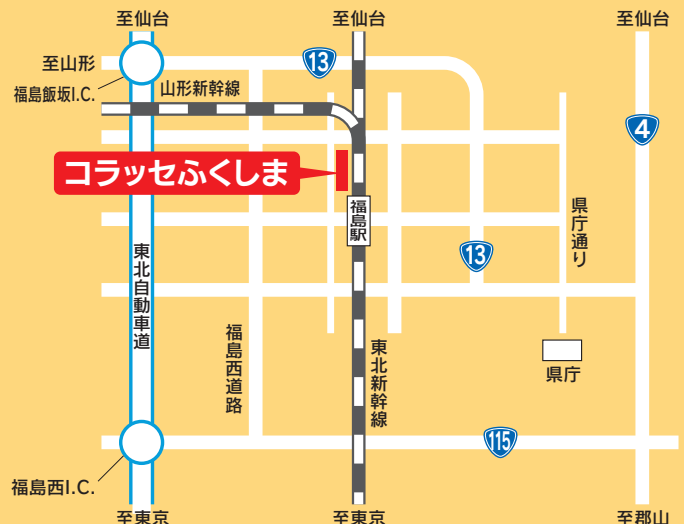 至仙台
至仙台
至仙台
至山形
13
福島飯坂I.C.
山形新幹線
4
コラッセふくしま
福島駅
県庁通り
13
東北自動車道
福島西道路
東北新幹線
県庁
115
福島西I.C.
至東京
至東京
至郡山